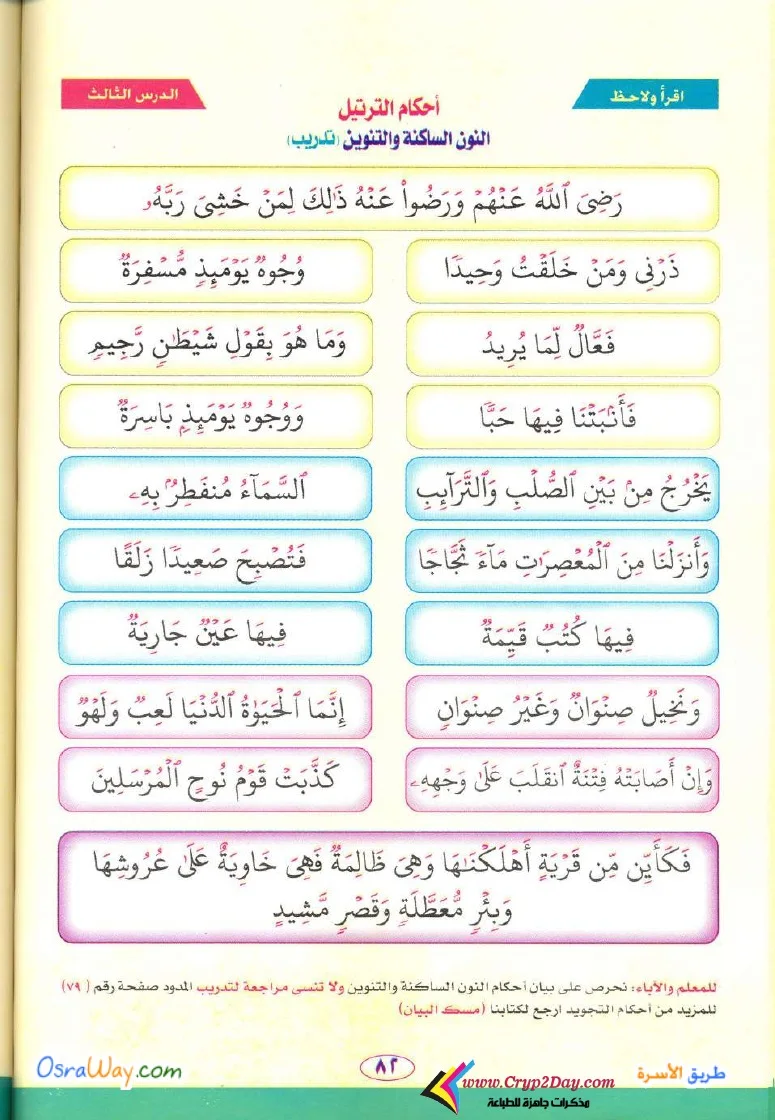 اقرأ ولاحظ
الدرس الثالث
أحكام الترتيل
النون الساكنة والتنوين (تدريب)
رَضِىَ ٱللَّهُ عَنْهُمْ وَرَضُوا۟ عَنْهُ ذَٰلِكَ لِمَنْ خَشِىَ رَبَّهُۥ
ذَرْنِى وَمَنْ خَلَقْتُ وَحِيدًا
وُجُوهٌ يَوْمَئِذٍ مُّسْفِرَةٌ
فَعَّالٌ لِّمَا يُرِيدُ
وَمَا هُوَ بِقَوْلِ شَيْطَٰنٍ رَّجِيمٍ
فَأَنۢبَتْنَا فِيهَا حَبًّا
وَوُجُوهٌ يَوْمَئِذٍۭ بَاسِرَةٌ
يَخْرُجُ مِنۢ بَيْنِ ٱلصُّلْبِ وَٱلتَّرَآئِبِ
ٱلسَّمَآءُ مُنفَطِرٌۢ بِهِۦ
وَأَنزَلْنَا مِنَ ٱلْمُعْصِرَٰتِ مَآءً ثَجَّاجًا
فَتُصْبِحَ صَعِيدًا زَلَقًا
فِيهَا كُتُبٌ قَيِّمَةٌ
فِيهَا عَيْنٌ جَارِيَةٌ
وَنَخِيلٌ صِنْوَانٌ وَغَيْرُ صِنْوَانٍ
إِنَّمَا ٱلْحَيَوٰةُ ٱلدُّنْيَا لَعِبٌ وَلَهْوٌ
وَإِنْ أَصَابَتْهُ فِتْنَةٌ ٱنقَلَبَ عَلَىٰ وَجْهِهِۦ
كَذَّبَتْ قَوْمُ نُوحٍ ٱلْمُرْسَلِينَ
فَكَأَيِّن مِّن قَرْيَةٍ أَهْلَكْنَٰهَا وَهِىَ ظَالِمَةٌ فَهِىَ خَاوِيَةٌ عَلَىٰ عُرُوشِهَا
وَبِئْرٍ مُّعَطَّلَةٍ وَقَصْرٍ مَّشِيدٍ
للمعلم والآباء: نحرص على بيان أحكام النون الساكنة والتنوين ولا تنسى مراجعة لتدريب المدود صفحة رقم (٧٩)
للمزيد من أحكام التجويد ارجع لكتابنا (مسك البيان)
طريق الأسرة
٨٢
OsraWay.com
www.Cryp2Day.com
مذكرات جاهزة للطباعة